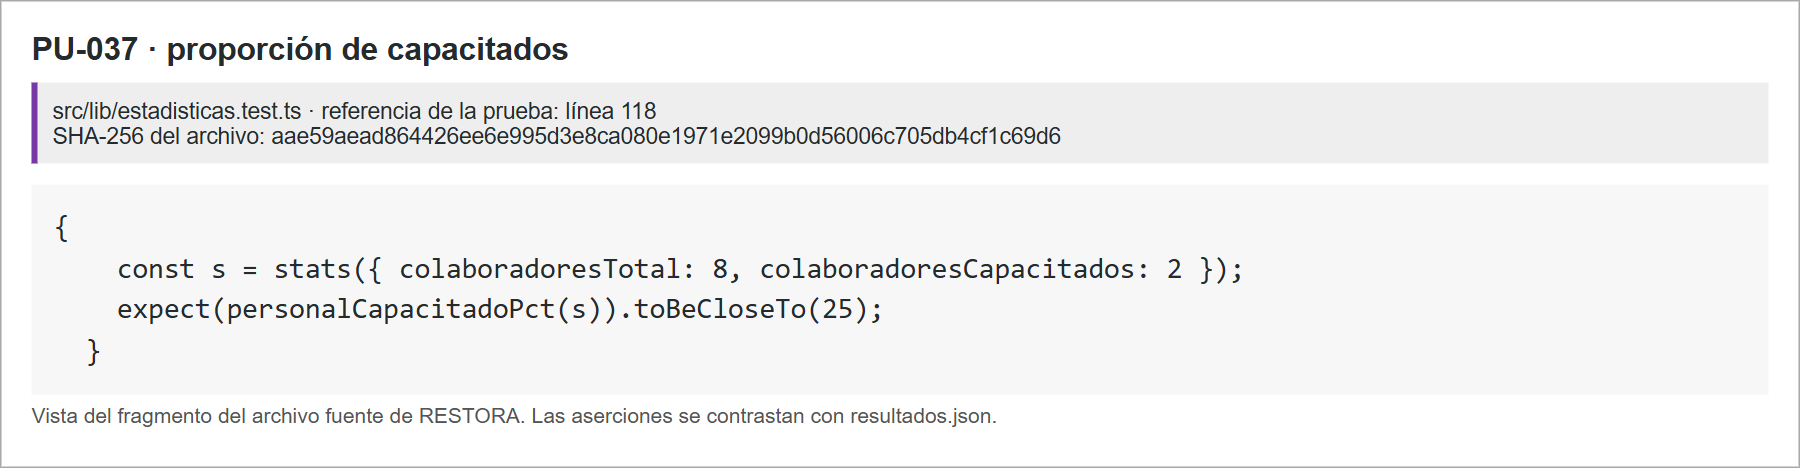 PU-037 · proporción de capacitados
src/lib/estadisticas.test.ts · referencia de la prueba: línea 118
SHA-256 del archivo: aae59aead864426ee6e995d3e8ca080e1971e2099b0d56006c705db4cf1c69d6
{
    const s = stats({ colaboradoresTotal: 8, colaboradoresCapacitados: 2 });
    expect(personalCapacitadoPct(s)).toBeCloseTo(25);
  }
Vista del fragmento del archivo fuente de RESTORA. Las aserciones se contrastan con resultados.json.